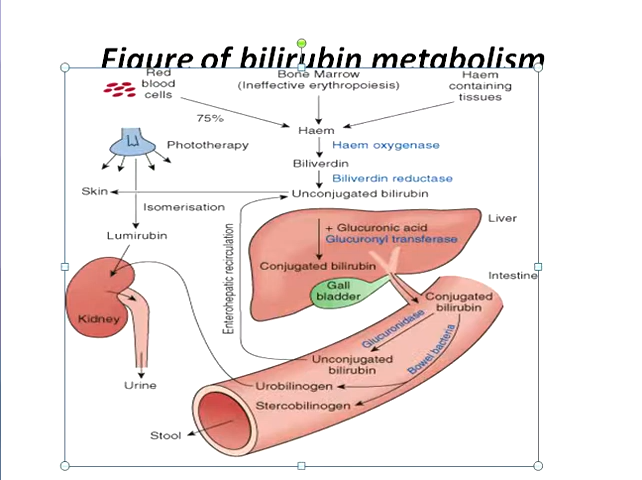 Figure of bilirubin metabolism
Red
blood
cells
Bone Marrow
(Ineffective erythropoiesis)
Haem
containing
tissues
75%
Haem
Haem oxygenase
Phototherapy
Biliverdin
Biliverdin reductase
Skin
Unconjugated bilirubin
Isomerisation
Liver
+ Glucuronic acid
Glucuronyl transferase
Lumirubin
Enterohepatic recirculation
Conjugated bilirubin
Intestine
Gall
bladder
Conjugated
bilirubin
Kidney
Glucuronidase
Bowel bacteria
Unconjugated
bilirubin
Urine
Urobilinogen
Stercobilinogen
Stool